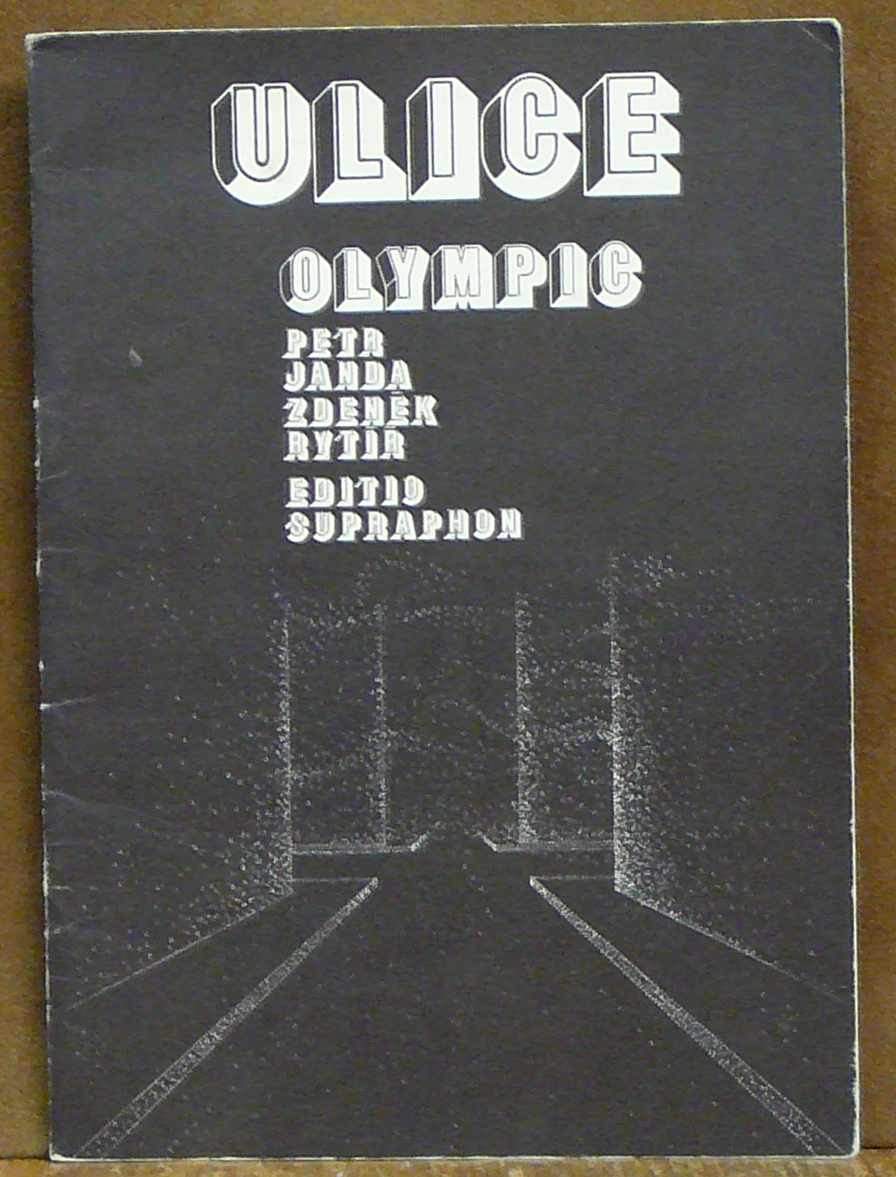 ULICE
OLYMPIC
PETR
JANDA
ZDENĚK
RYTÍŘ
EDITIO
SUPRAPHON